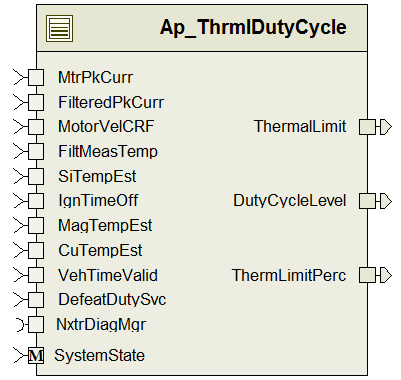 Ap_ThrmlDutyCycle
MtrPkCurr
FilteredPkCurr
MotorVelCRF
ThermalLimit
FiltMeasTemp
SiTempEst
IgnTimeOff
DutyCycleLevel
MagTempEst
CuTempEst
VehTimeValid
ThermLimitPerc
DefeatDutySvc
NxtrDiagMgr
M SystemState